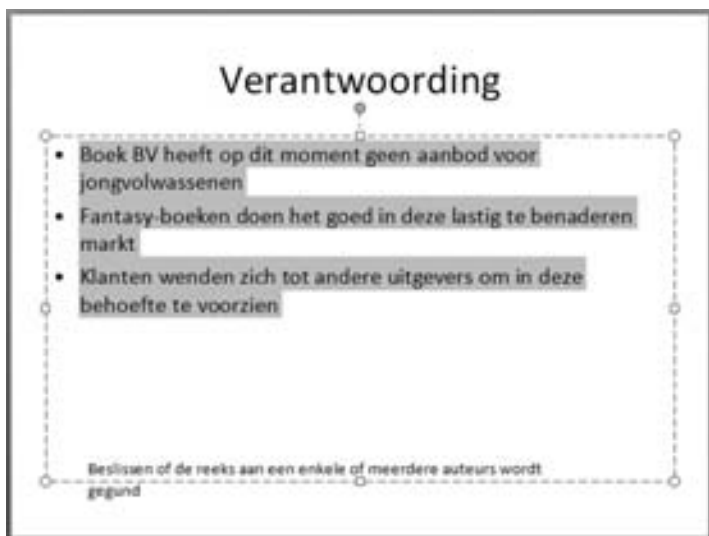 Verantwoording
• Boek BV heeft op dit moment geen aanbod voor
jongvolwassenen
• Fantasy-boeken doen het goed in deze lastig te benaderen
markt
• Klanten wenden zich tot andere uitgevers om in deze
behoefte te voorzien
Beslissen of de reeks aan een enkele of meerdere auteurs wordt
gegund